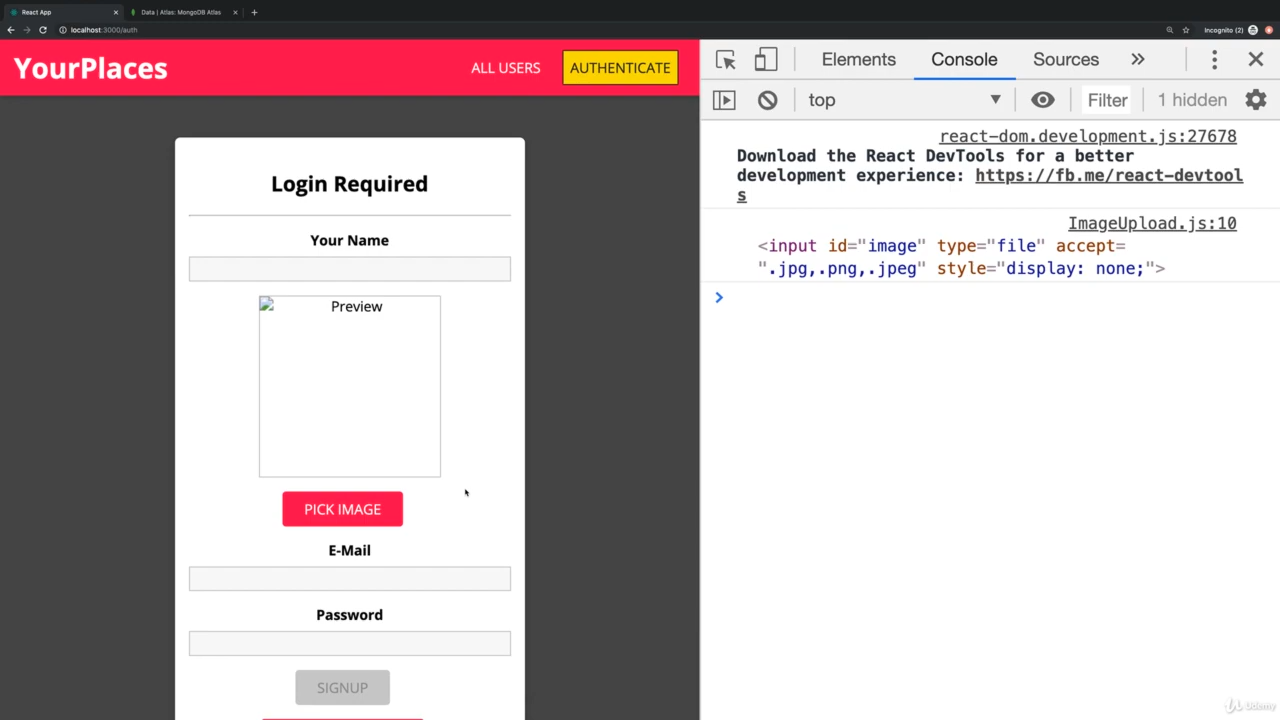 React App
Data | Atlas: MongoDB Atlas
localhost:3000/auth
Incognito (2)
YourPlaces
ALL USERS
AUTHENTICATE
Login Required
Your Name
Preview
PICK IMAGE
E-Mail
Password
SIGNUP
Elements
Console
Sources
top
Filter
1 hidden
react-dom.development.js:27678
Download the React DevTools for a better
development experience: https://fb.me/react-devtool
s
ImageUpload.js:10
<input id="image" type="file" accept=
".jpg,.png,.jpeg" style="display: none;">
Udemy